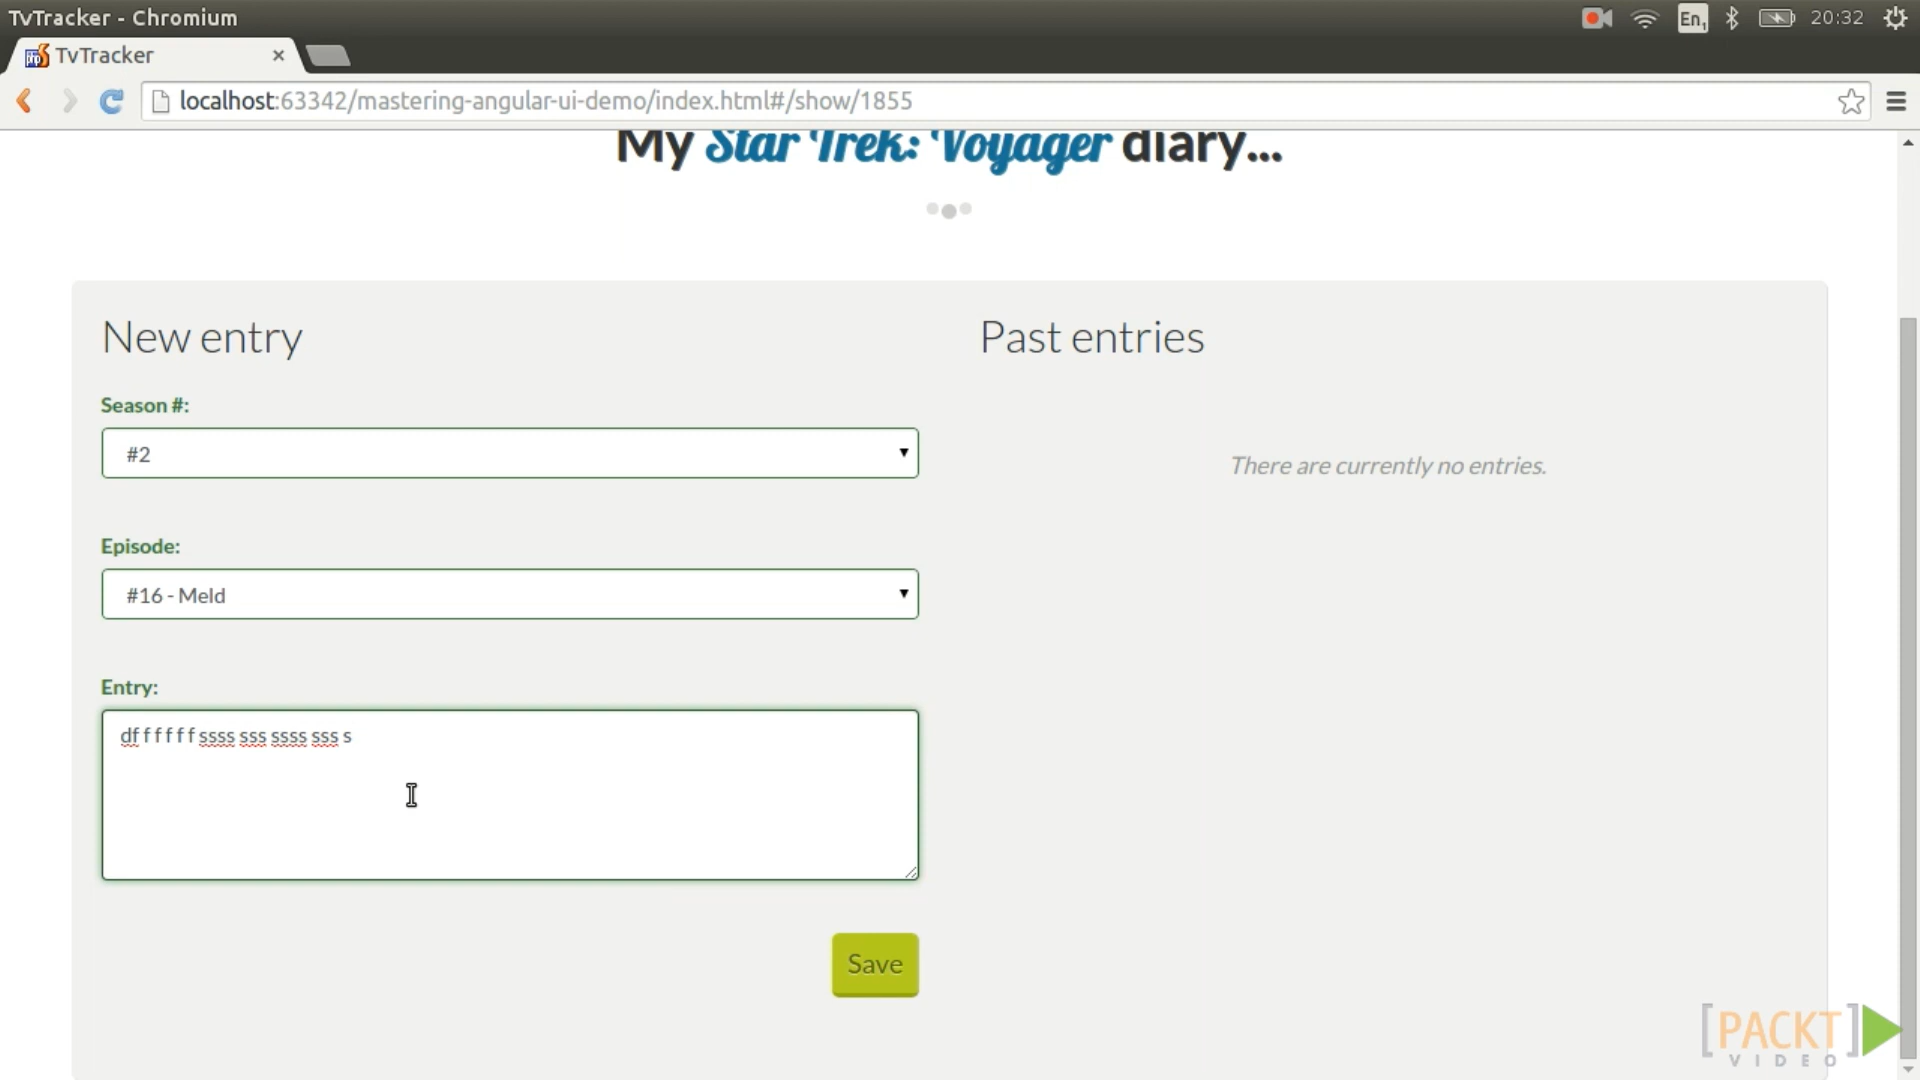 TvTracker - Chromium
En1 20:32
TvTracker
localhost:63342/mastering-angular-ui-demo/index.html#/show/1855
My Star Trek: Voyager diary...
New entry
Past entries
Season #:
#2
There are currently no entries.
Episode:
#16 - Meld
Entry:
df f f f f f ssss sss ssss sss s
Save
[PACKT]
VIDEO